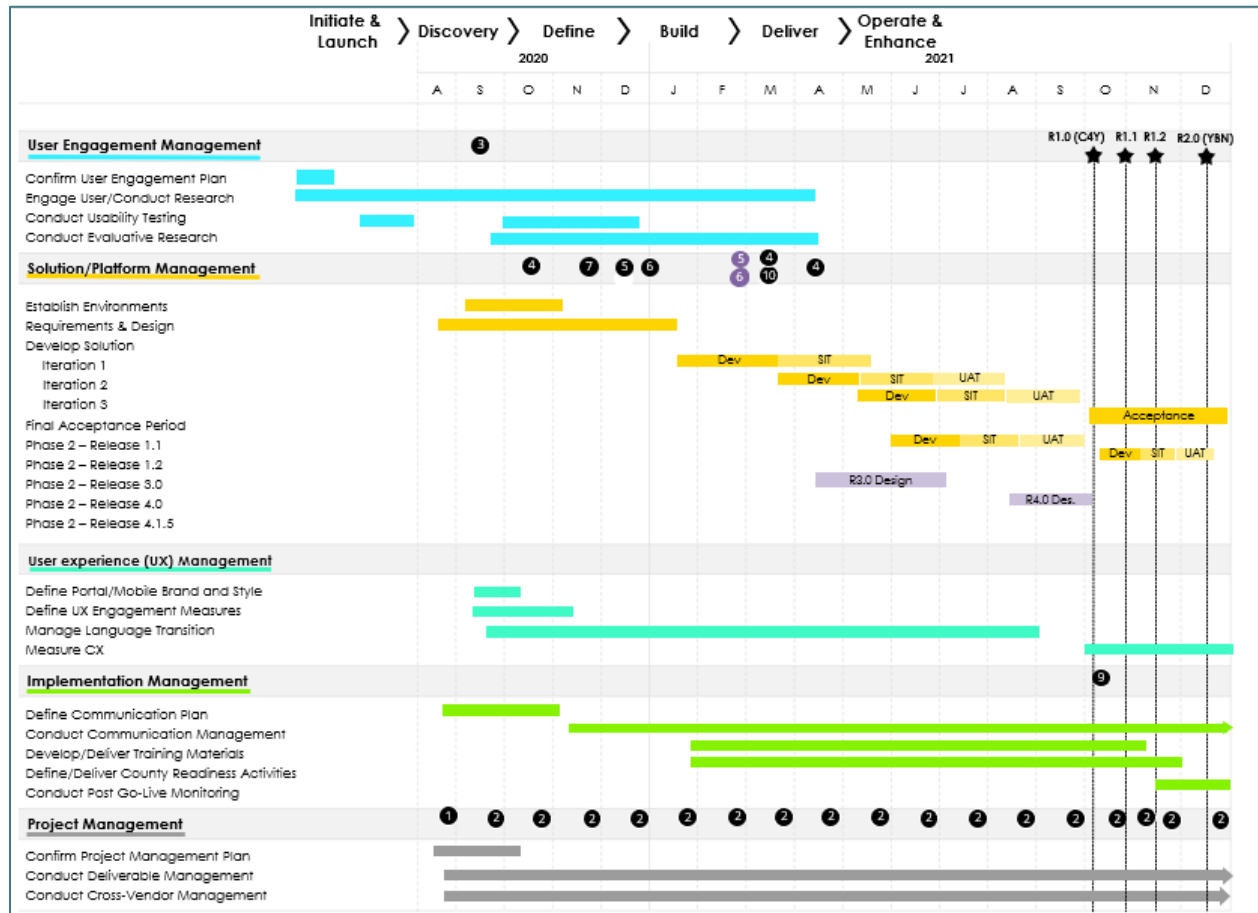 Initiate & Launch Discovery Define Build Deliver Operate & Enhance
2020 2021
A S O N D J F M A M J J A S O N D
R1.0 (C4Y) R1.1 R1.2 R2.0 (YBN)
User Engagement Management 3
Confirm User Engagement Plan
Engage User/Conduct Research
Conduct Usability Testing
Conduct Evaluative Research
Solution/Platform Management 4 7 5 6 5 6 4 10 4
Establish Environments
Requirements & Design
Develop Solution
Iteration 1 Dev SIT
Iteration 2 Dev SIT UAT
Iteration 3 Dev SIT UAT
Final Acceptance Period Acceptance
Phase 2 – Release 1.1 Dev SIT UAT
Phase 2 – Release 1.2 Dev SIT UAT
Phase 2 – Release 3.0 R3.0 Design
Phase 2 – Release 4.0 R4.0 Des.
Phase 2 – Release 4.1.5
User experience (UX) Management
Define Portal/Mobile Brand and Style
Define UX Engagement Measures
Manage Language Transition
Measure CX
Implementation Management 9
Define Communication Plan
Conduct Communication Management
Develop/Deliver Training Materials
Define/Deliver County Readiness Activities
Conduct Post Go-Live Monitoring
Project Management 1 2 2 2 2 2 2 2 2 2 2 2 2 2 2 2 2 2
Confirm Project Management Plan
Conduct Deliverable Management
Conduct Cross-Vendor Management